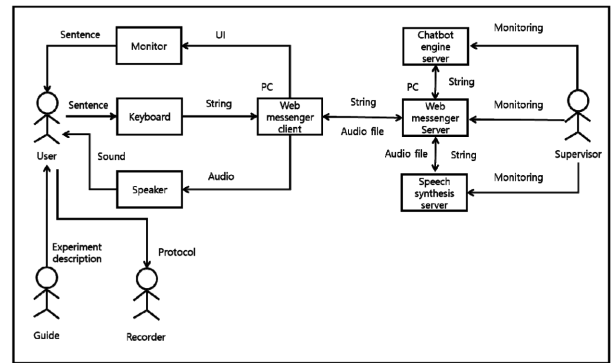 Sentence
Monitor
UI
Chatbot
engine
server
Monitoring
PC
PC
String
Sentence
Keyboard
String
Web
messenger
client
String
Audio file
Web
messenger
Server
Monitoring
User
Sound
Audio file
String
Supervisor
Speaker
Audio
Speech
synthesis
server
Monitoring
Experiment
description
Protocol
Guide
Recorder